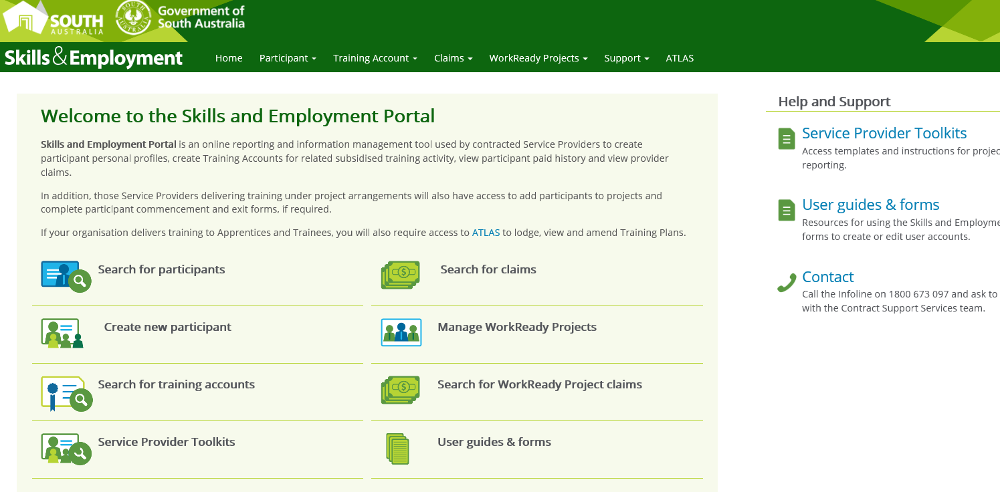 SOUTH
AUSTRALIA
Government of
South Australia
Skills & Employment
Home Participant Training Account Claims WorkReady Projects Support ATLAS
Welcome to the Skills and Employment Portal
Skills and Employment Portal is an online reporting and information management tool used by contracted Service Providers to create
participant personal profiles, create Training Accounts for related subsidised training activity, view participant paid history and view provider
claims.
In addition, those Service Providers delivering training under project arrangements will also have access to add participants to projects and
complete participant commencement and exit forms, if required.
If your organisation delivers training to Apprentices and Trainees, you will also require access to ATLAS to lodge, view and amend Training Plans.
Search for participants
Search for claims
Create new participant
Manage WorkReady Projects
Search for training accounts
Search for WorkReady Project claims
Service Provider Toolkits
User guides & forms
Help and Support
Service Provider Toolkits
Access templates and instructions for projec
reporting.
User guides & forms
Resources for using the Skills and Employme
forms to create or edit user accounts.
Contact
Call the Infoline on 1800 673 097 and ask to
with the Contract Support Services team.